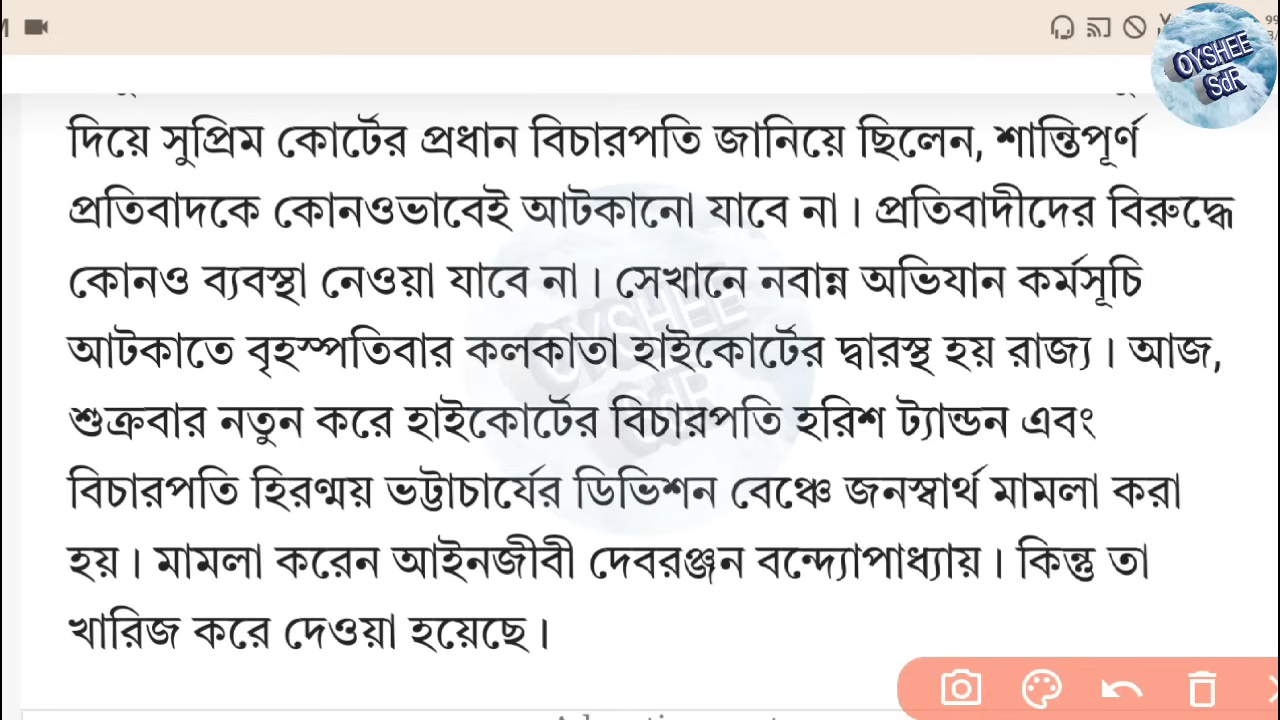 OYSHEE
SdR
দিয়ে সুপ্রিম কোর্টের প্রধান বিচারপতি জানিয়ে ছিলেন, শান্তিপূর্ণ
প্রতিবাদকে কোনওভাবেই আটকানো যাবে না। প্রতিবাদীদের বিরুদ্ধে
কোনও ব্যবস্থা নেওয়া যাবে না। সেখানে নবান্ন অভিযান কর্মসূচি
আটকাতে বৃহস্পতিবার কলকাতা হাইকোর্টের দ্বারস্থ হয় রাজ্য। আজ,
শুক্রবার নতুন করে হাইকোর্টের বিচারপতি হরিশ ট্যান্ডন এবং
বিচারপতি হিরণ্ময় ভট্টাচার্যের ডিভিশন বেঞ্চে জনস্বার্থ মামলা করা
হয়। মামলা করেন আইনজীবী দেবরঞ্জন বন্দ্যোপাধ্যায়। কিন্তু তা
খারিজ করে দেওয়া হয়েছে।
OYSHEE
SdR